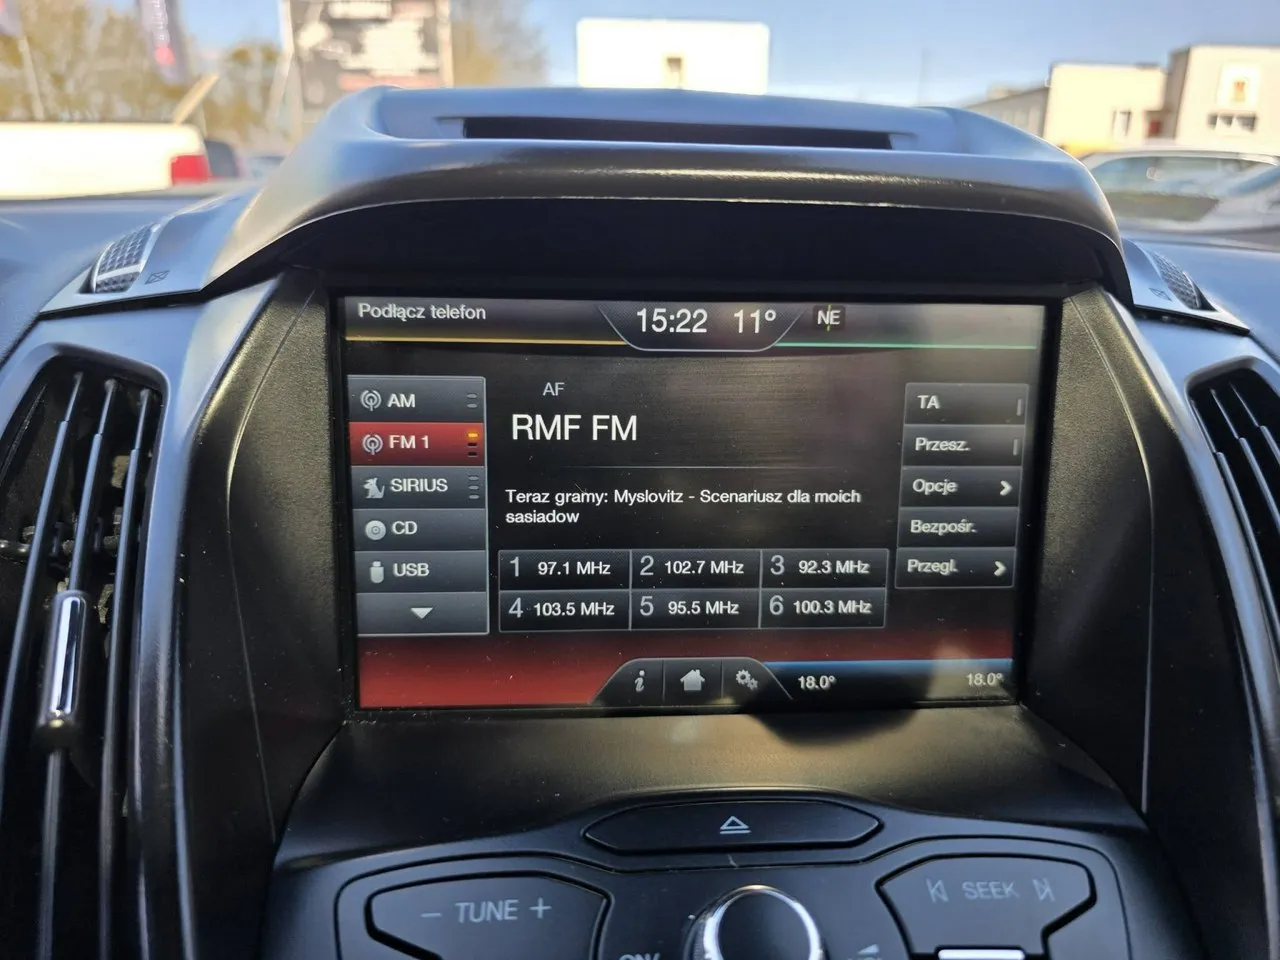 Podłącz telefon
15:22 11° NE
AM
FM 1
SIRIUS
CD
USB
AF
RMF FM
Teraz gramy: Myslovitz - Scenariusz dla moich
sasiadow
1 97.1 MHz 2 102.7 MHz 3 92.3 MHz
4 103.5 MHz 5 95.5 MHz 6 100.3 MHz
TA
Przesz.
Opcje
Bezpośr.
Przegl.
i
18.0° 18.0°
– TUNE +
SEEK